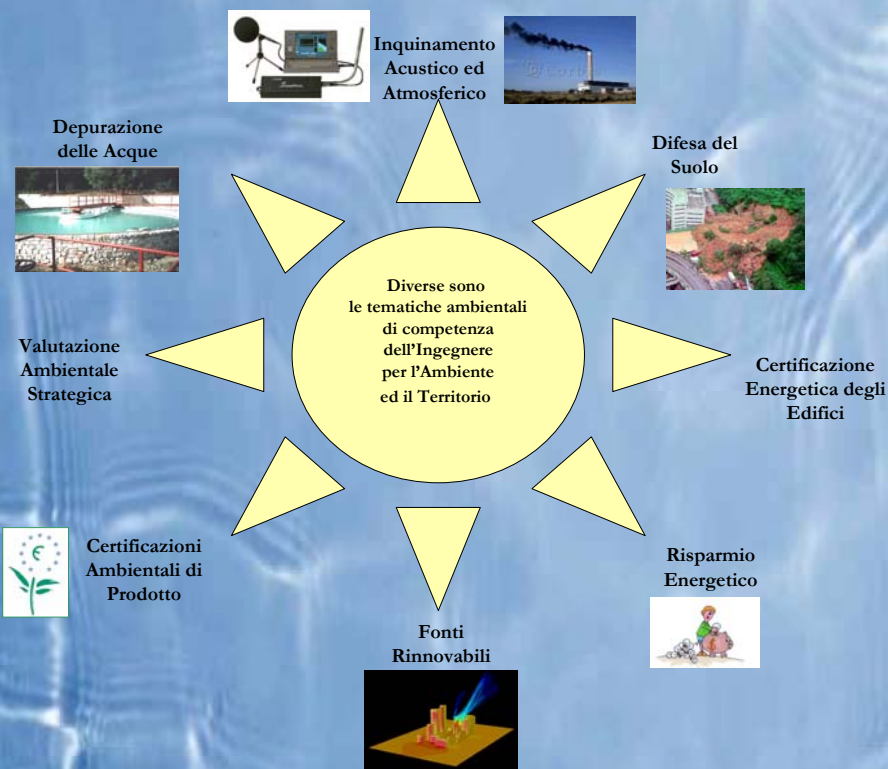 Inquinamento
Acustico ed
Atmosferico
Depurazione
delle Acque
Difesa del
Suolo
Diverse sono
le tematiche ambientali
di competenza
dell'Ingegnere
per l'Ambiente
ed il Territorio
Valutazione
Ambientale
Strategica
Certificazione
Energetica degli
Edifici
Certificazioni
Ambientali di
Prodotto
Risparmio
Energetico
Fonti
Rinnovabili